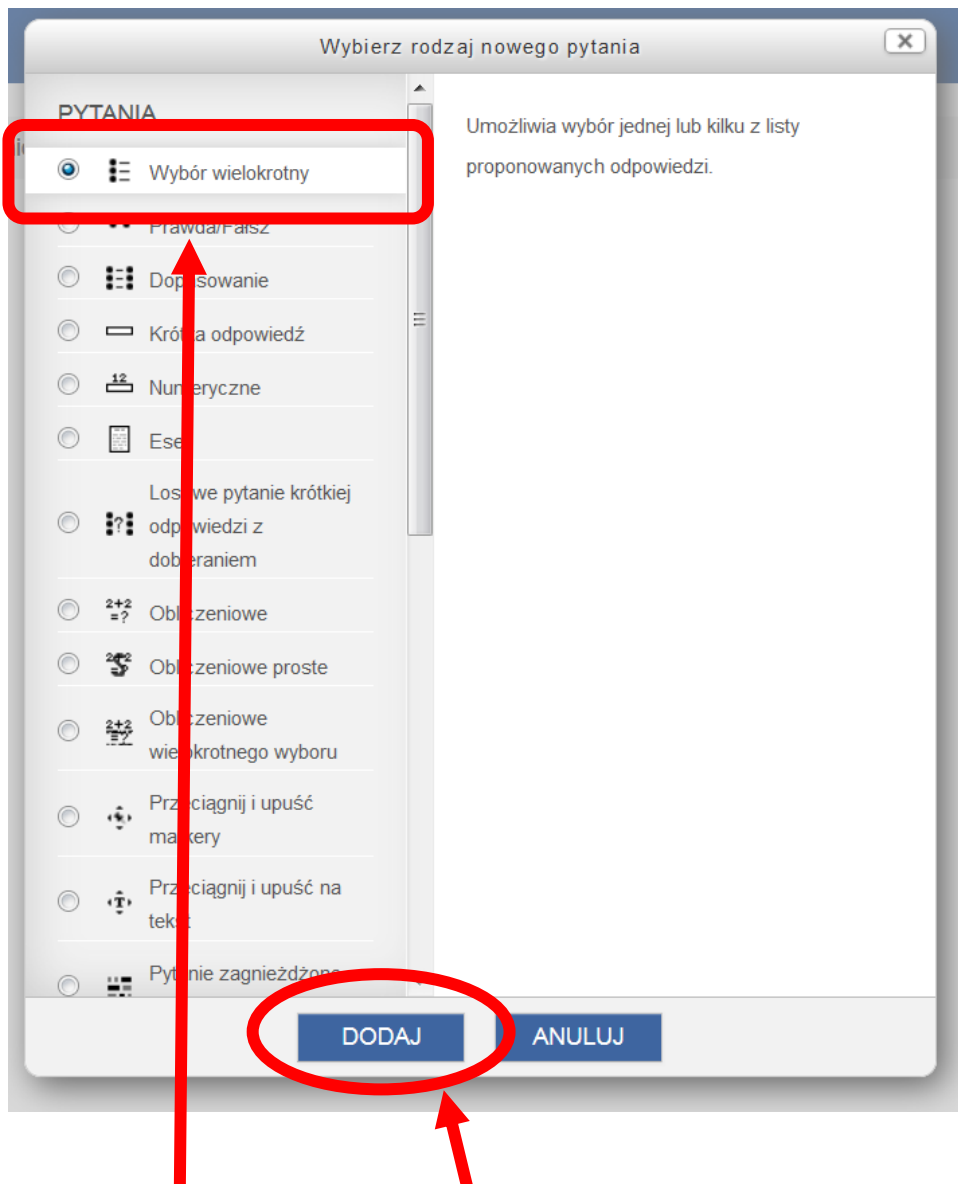 Wybierz rodzaj nowego pytania
PYTANIA
Wybór wielokrotny
Prawda/Fałsz
Dopasowanie
Krótka odpowiedź
Numeryczne
Esej
Losowe pytanie krótkiej
odpowiedzi z
dobieraniem
Obliczeniowe
Obliczeniowe proste
Obliczeniowe
wielokrotnego wyboru
Przeciągnij i upuść
markery
Przeciągnij i upuść na
tekst
Pytanie zagnieżdżone
Umożliwia wybór jednej lub kilku z listy
proponowanych odpowiedzi.
DODAJ
ANULUJ